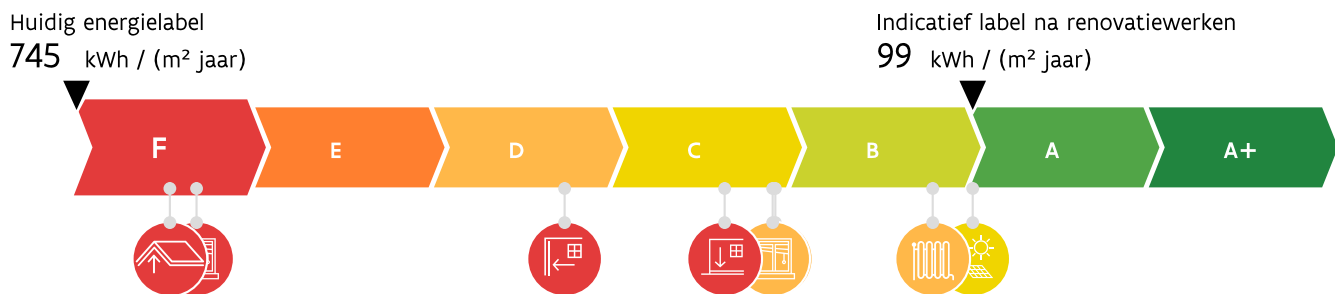 Huidig energielabel
745 kWh / (m² jaar)
Indicatief label na renovatiewerken
99 kWh / (m² jaar)
F E D C B A A+